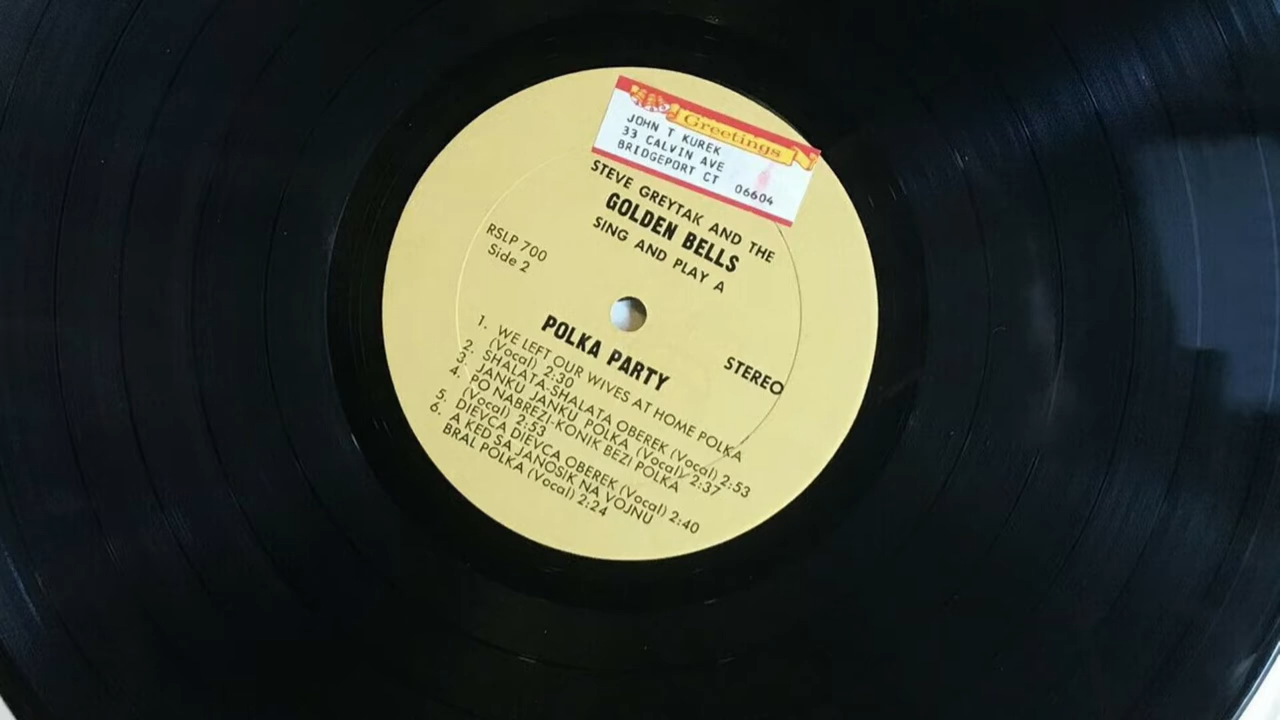 Greetings
JOHN T KUREK
33 CALVIN AVE
BRIDGEPORT CT 06604
STEVE GREYTAK AND THE
GOLDEN BELLS
SING AND PLAY A
RSLP 700
Side 2
POLKA PARTY
STEREO
1. WE LEFT OUR WIVES AT HOME POLKA
(Vocal) 2:30
2. SHALATA-SHALATA OBEREK (Vocal) 2:53
3. JANKU JANKU POLKA (Vocal) 2:37
4. PO NABREZI-KONIK BEZI POLKA
(Vocal) 2:53
5. DIEVCA DIEVCA OBEREK (Vocal) 2:40
6. A KED SA JANOSIK NA VOJNU
BRAL POLKA (Vocal) 2:24